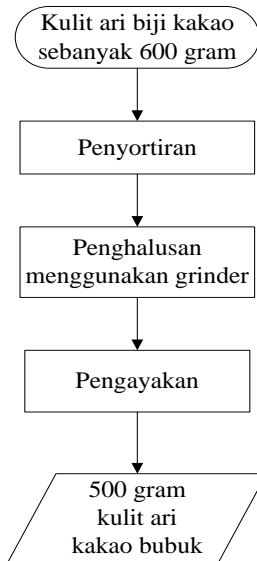 Kulit ari biji kakao
sebanyak 600 gram
Penyortiran
Penghalusan
menggunakan grinder
Pengayakan
500 gram
kulit ari
kakao bubuk